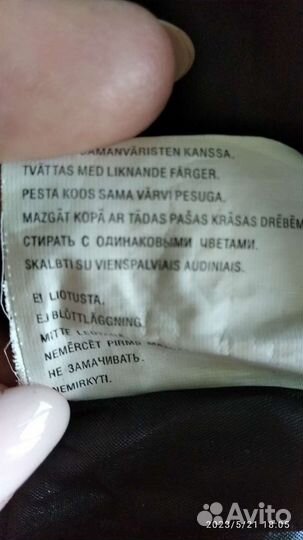 SAMANVÄRISTEN KANSSA.
TVÄTTAS MED LIKNANDE FÄRGER.
PESTA KOOS SAMA VÄRVI PESUGA.
MAZGĀT KOPĀ AR TĀDAS PAŠAS KRĀSAS DRĒBĒM
СТИРАТЬ С ОДИНАКОВЫМИ ЦВЕТАМИ.
SKALBTI SU VIENSPALVIAIS AUDINIAIS.
EI LIOTUSTA.
EJ BLÖTLÄGGNING.
MITTE
NEMĒRCĒT PIRMS
НЕ ЗАМАЧИВАТЬ.
NEMIRKYTI.
Avito
2023/5/21 18:05